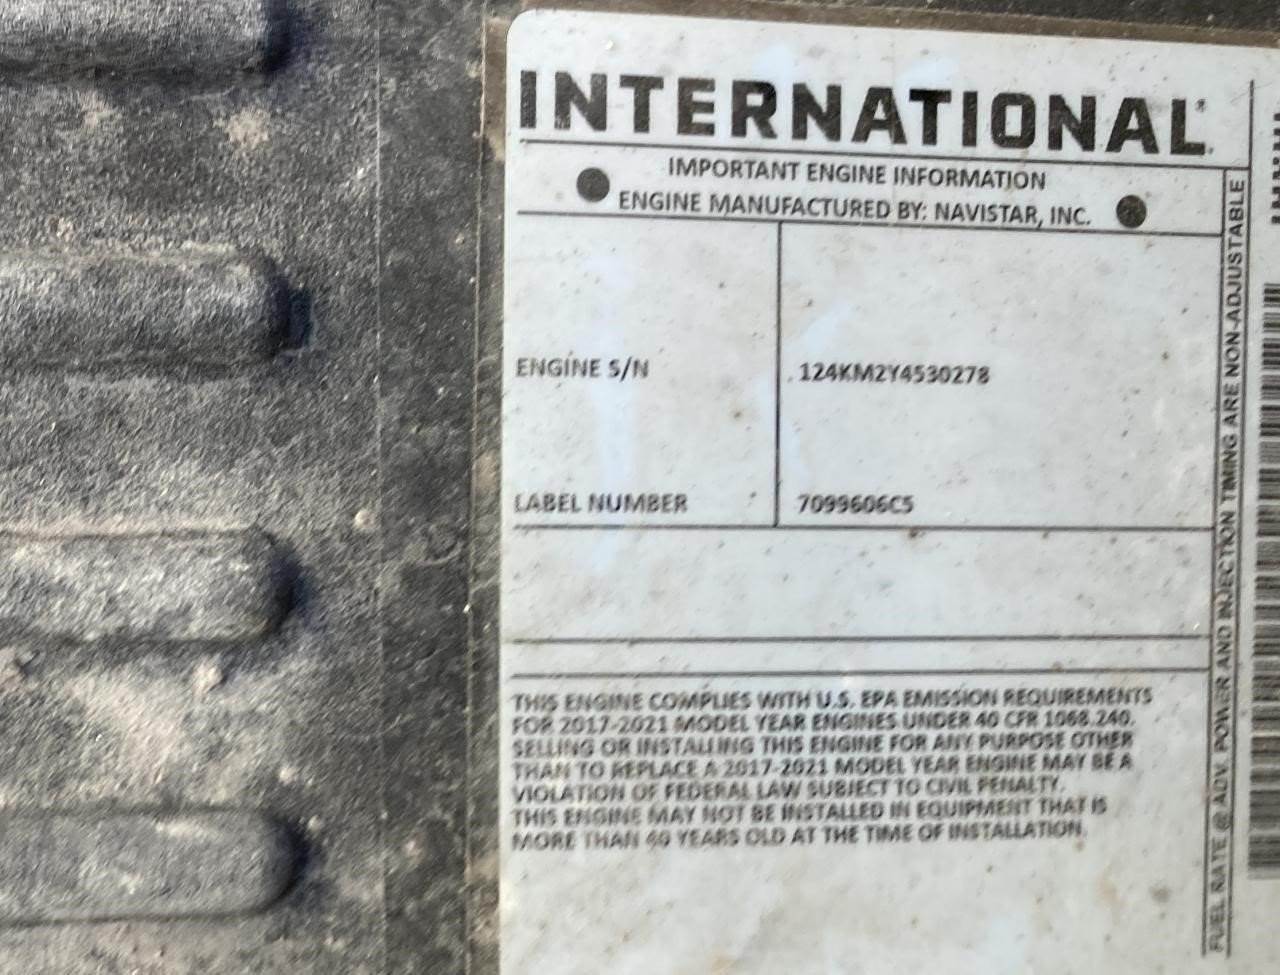 INTERNATIONAL®
IMPORTANT ENGINE INFORMATION
ENGINE MANUFACTURED BY: NAVISTAR, INC.
ENGINE S/N 124KM2Y4530278
LABEL NUMBER 7099606C5
THIS ENGINE COMPLIES WITH U.S. EPA EMISSION REQUIREMENTS
FOR 2017-2021 MODEL YEAR ENGINES UNDER 40 CFR 1068.240.
SELLING OR INSTALLING THIS ENGINE FOR ANY PURPOSE OTHER
THAN TO REPLACE A 2017-2021 MODEL YEAR ENGINE MAY BE A
VIOLATION OF FEDERAL LAW SUBJECT TO CIVIL PENALTY.
THIS ENGINE MAY NOT BE INSTALLED IN EQUIPMENT THAT IS
MORE THAN 40 YEARS OLD AT THE TIME OF INSTALLATION.
FUEL RATE @ ADV. POWER AND INJECTION TIMING ARE NON-ADJUSTABLE